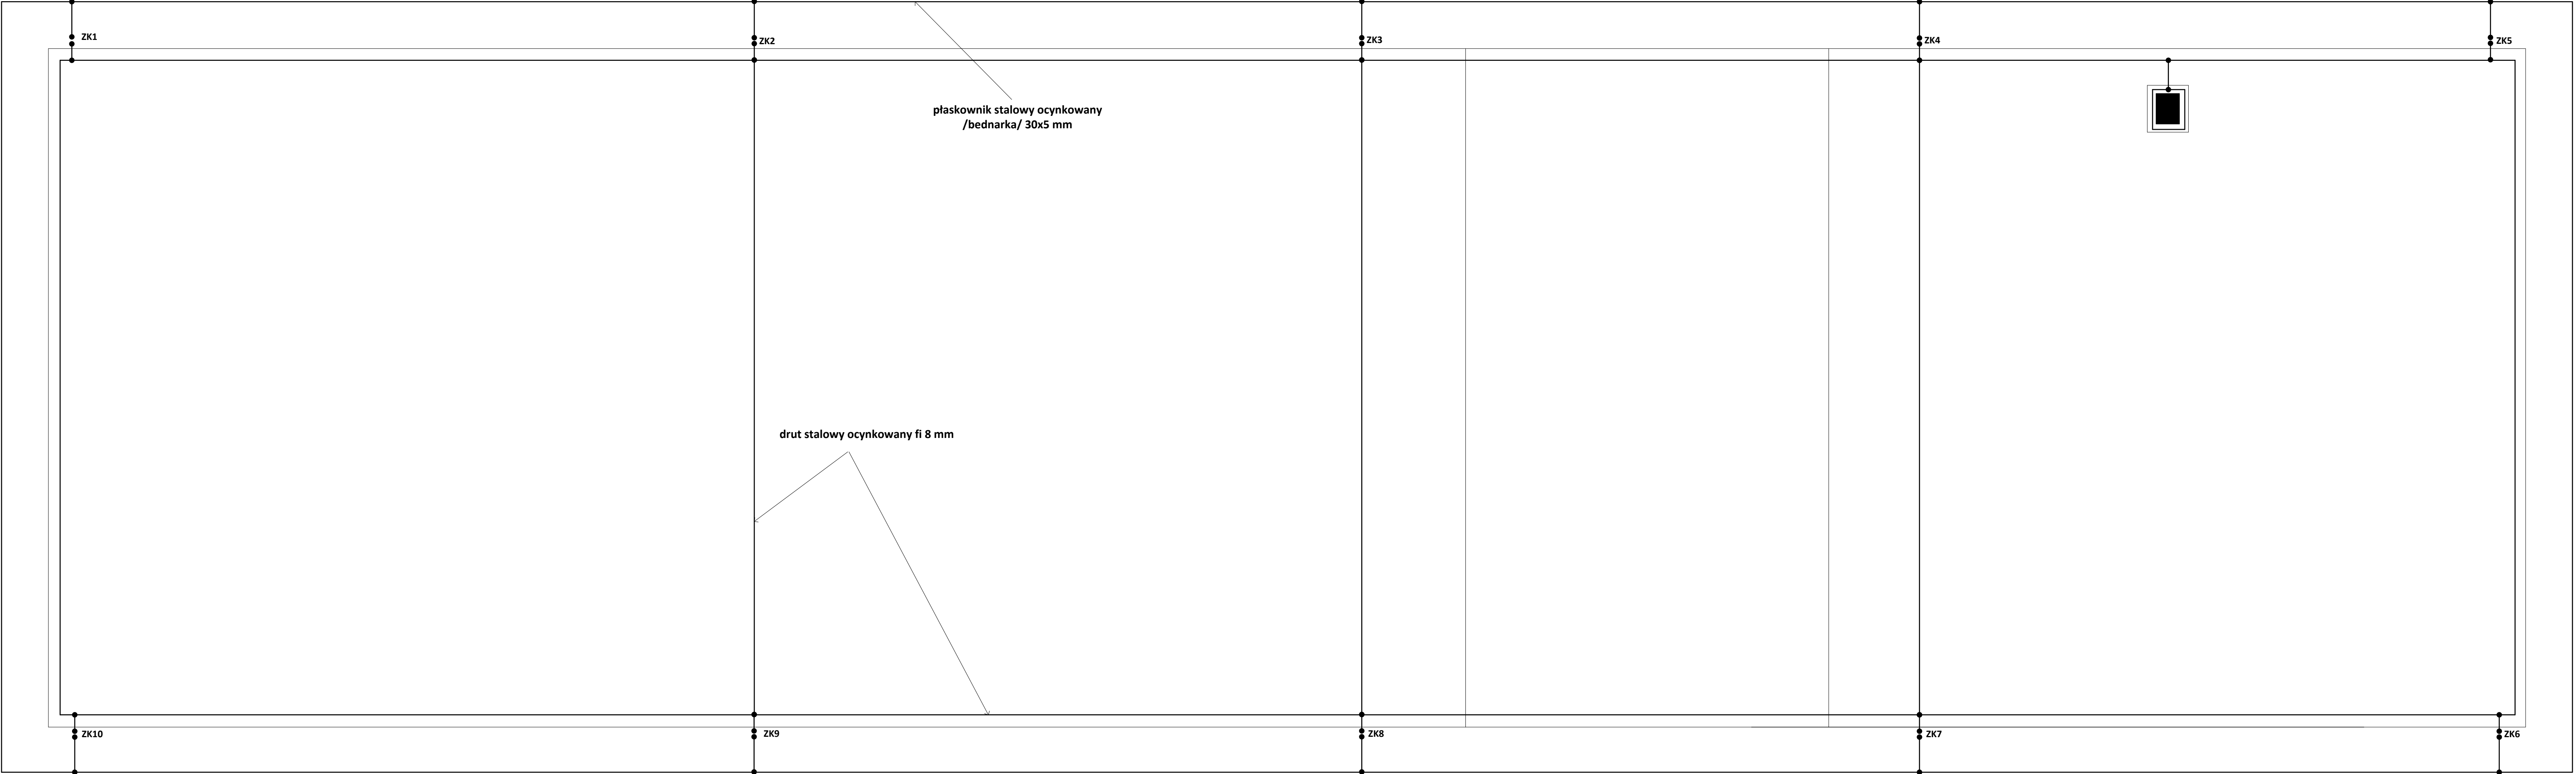 ZK1
ZK2
ZK3
ZK4
ZK5
płaskownik stalowy ocynkowany
/bednarka/ 30x5 mm
drut stalowy ocynkowany fi 8 mm
ZK10
ZK9
ZK8
ZK7
ZK6